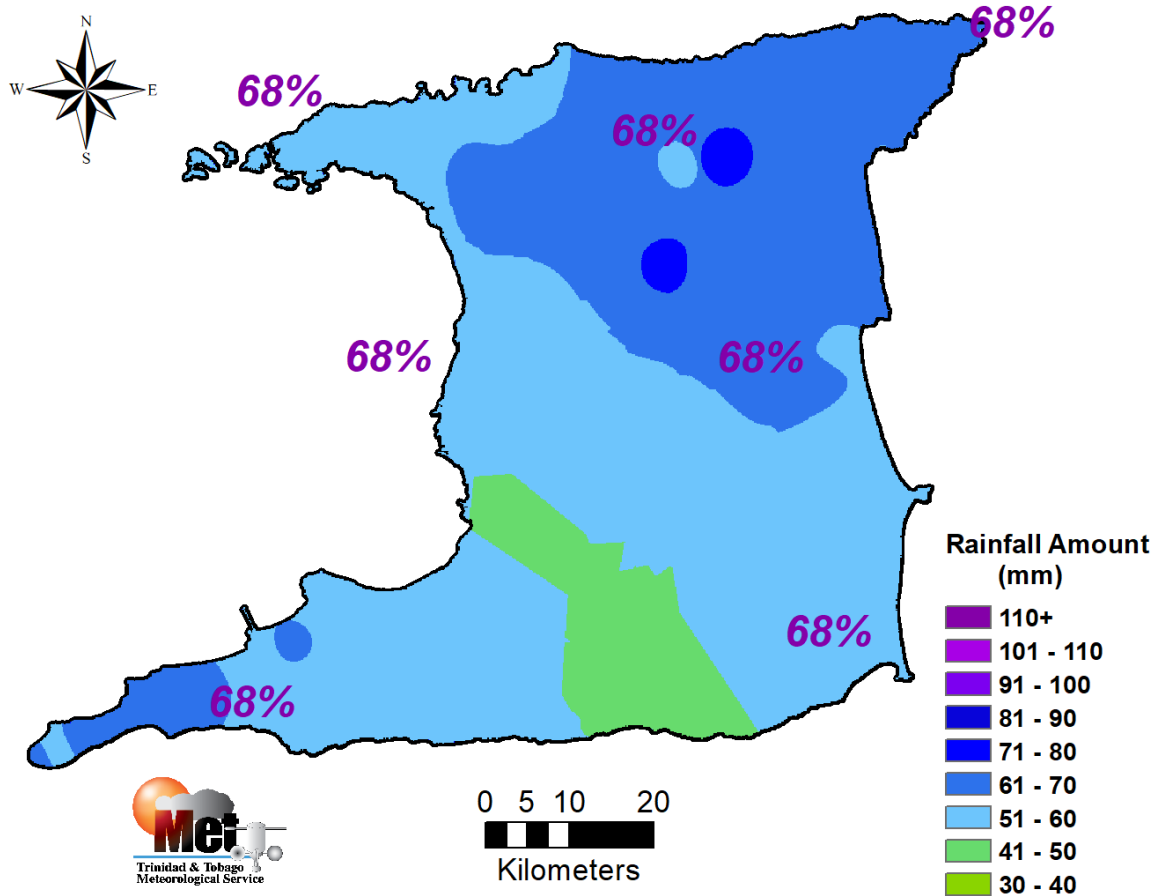 N
W
E
S
68%
68%
68%
68%
68%
68%
68%
Rainfall Amount
(mm)
110+
101 - 110
91 - 100
81 - 90
71 - 80
61 - 70
51 - 60
41 - 50
30 - 40
0 5 10 20
Kilometers
Met
Trinidad & Tobago
Meteorological Service